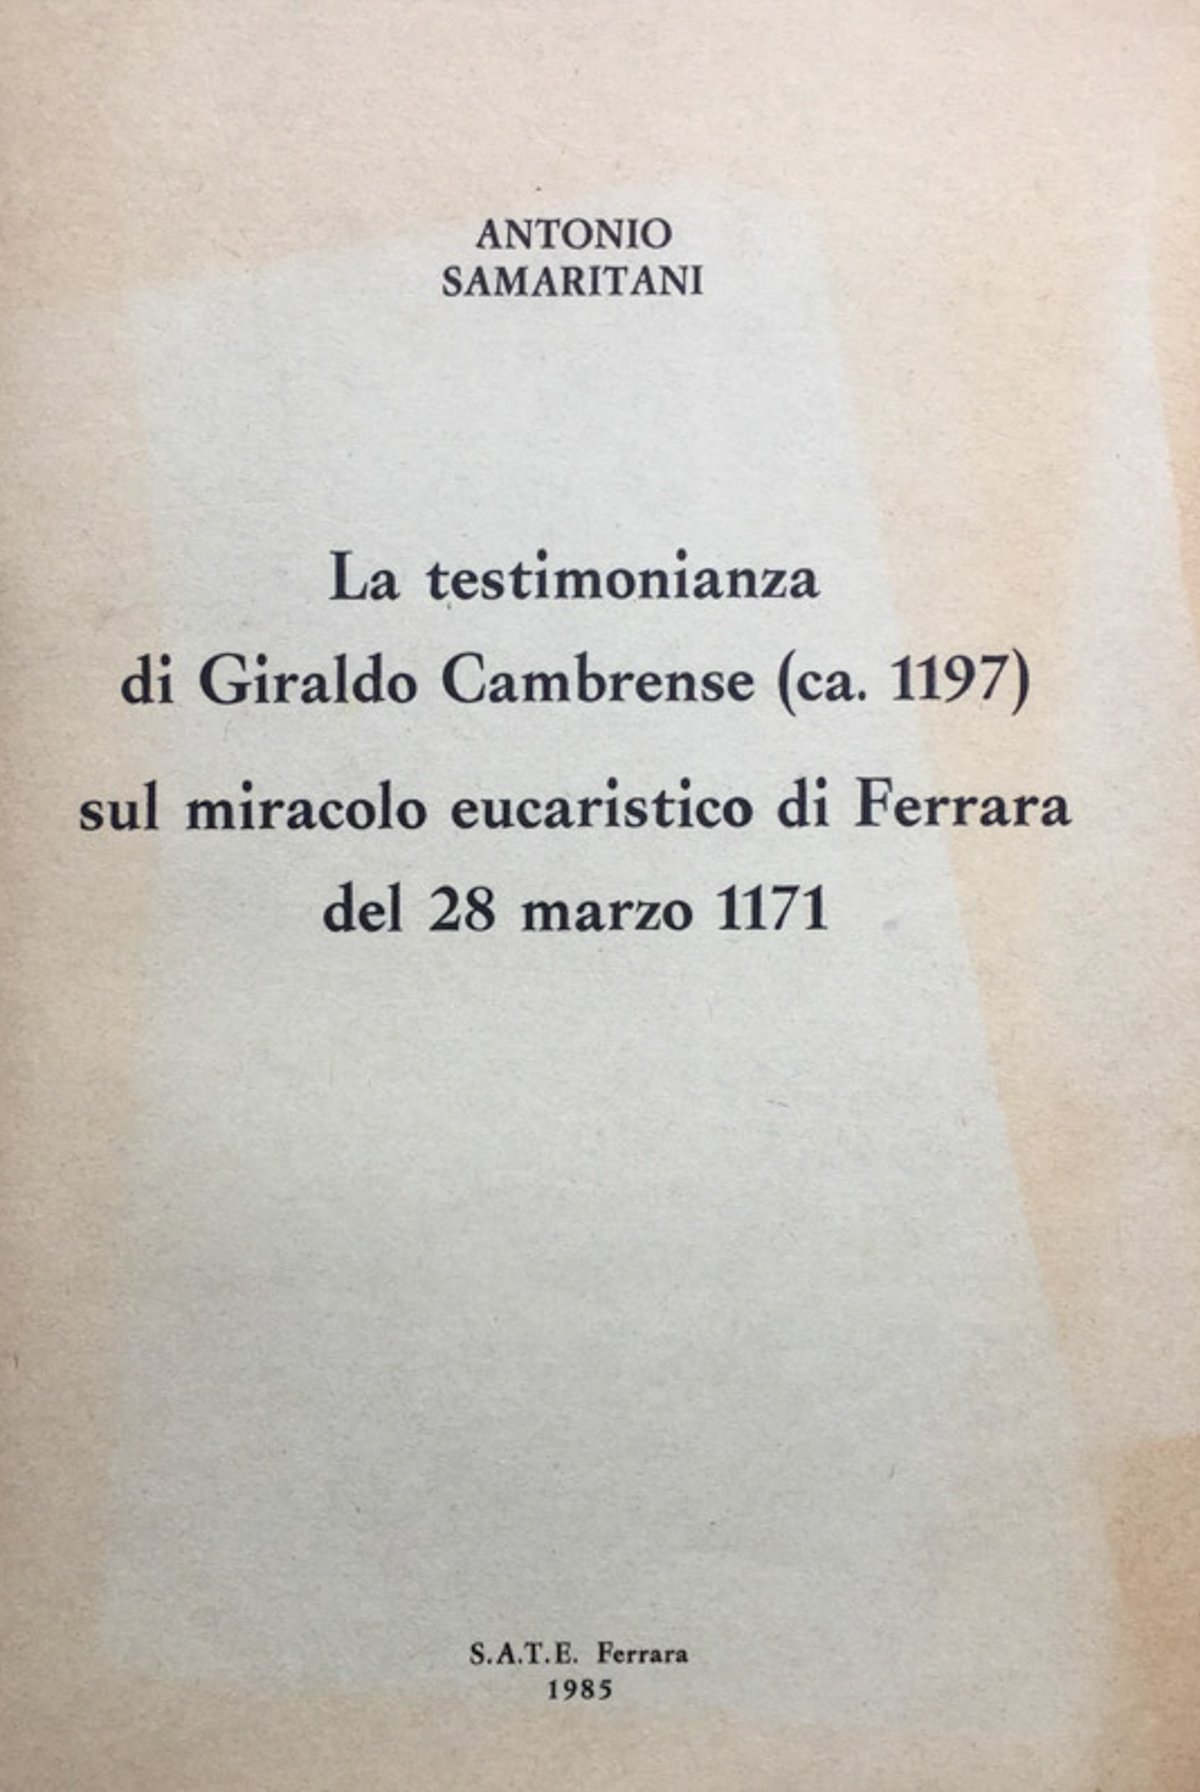 ANTONIO
SAMARITANI
La testimonianza
di Giraldo Cambrense (ca. 1197)
sul miracolo eucaristico di Ferrara
del 28 marzo 1171
S.A.T.E. Ferrara
1985